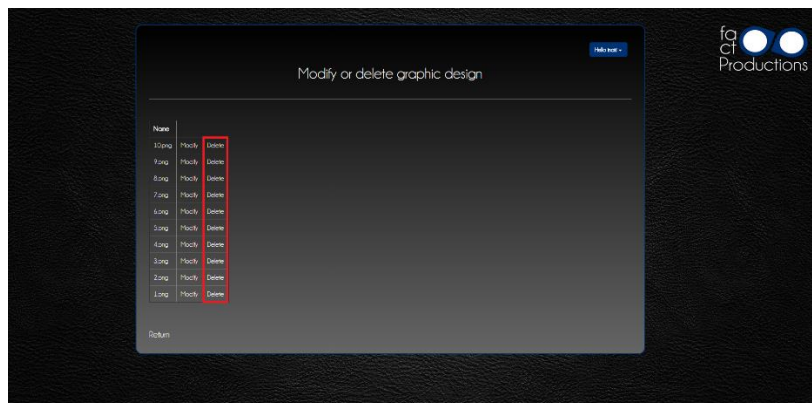 fa
ct
Productions
Modify or delete graphic design
Name
10.png Modify Delete
9.png Modify Delete
8.png Modify Delete
7.png Modify Delete
6.png Modify Delete
5.png Modify Delete
4.png Modify Delete
3.png Modify Delete
2.png Modify Delete
1.png Modify Delete
Return